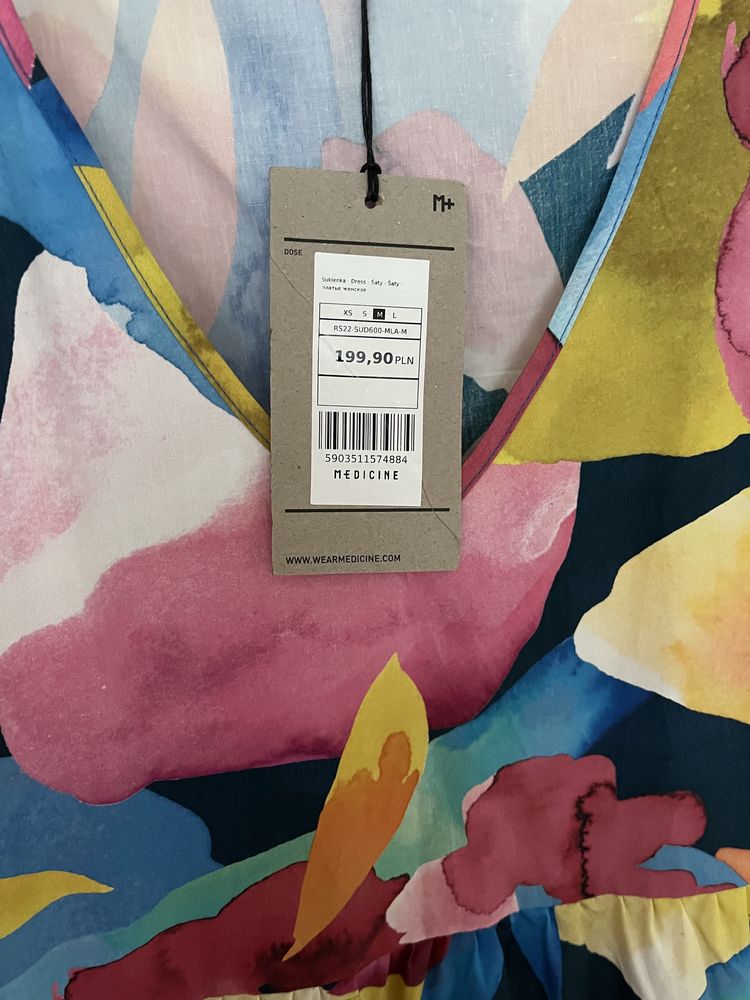 M+
DOSE
Sukienka · Dress · Šaty · Šaty ·
платье женское
XS S M L
RS22-SUD600-MLA-M
199,90 PLN
5903511574884
MEDICINE
WWW.WEARMEDICINE.COM